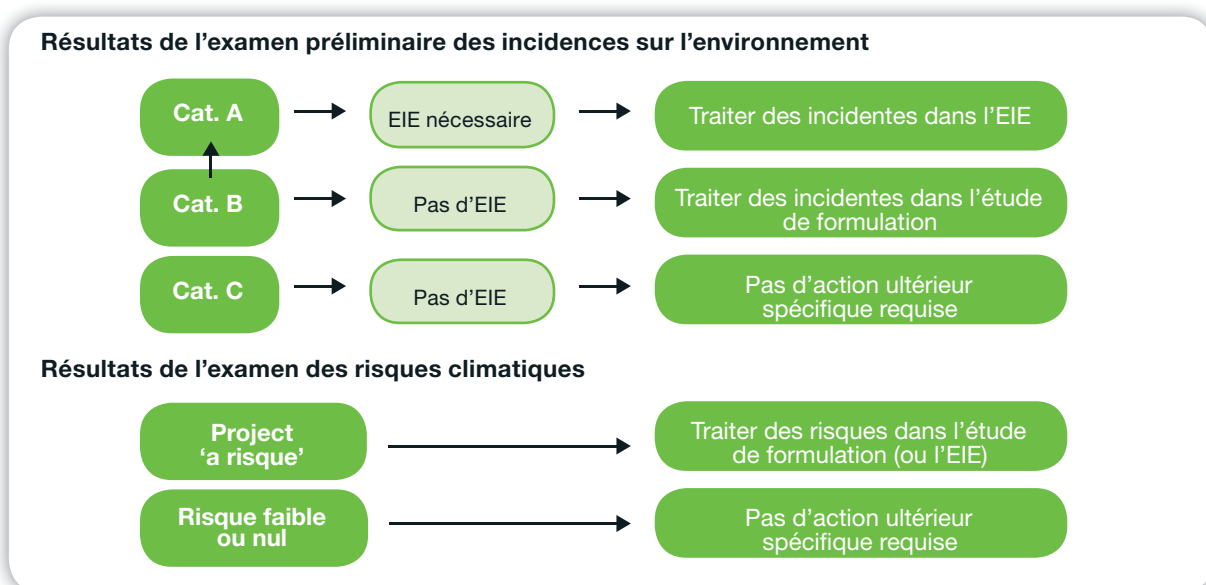 Résultats de l’examen préliminaire des incidences sur l’environnement
Cat. A
EIE nécessaire
Traiter des incidentes dans l’EIE
Cat. B
Pas d’EIE
Traiter des incidentes dans l’étude
de formulation
Cat. C
Pas d’EIE
Pas d’action ultérieur
spécifique requise
Résultats de l’examen des risques climatiques
Project
‘a risque’
Traiter des risques dans l’étude
de formulation (ou l’EIE)
Risque faible
ou nul
Pas d’action ultérieur
spécifique requise